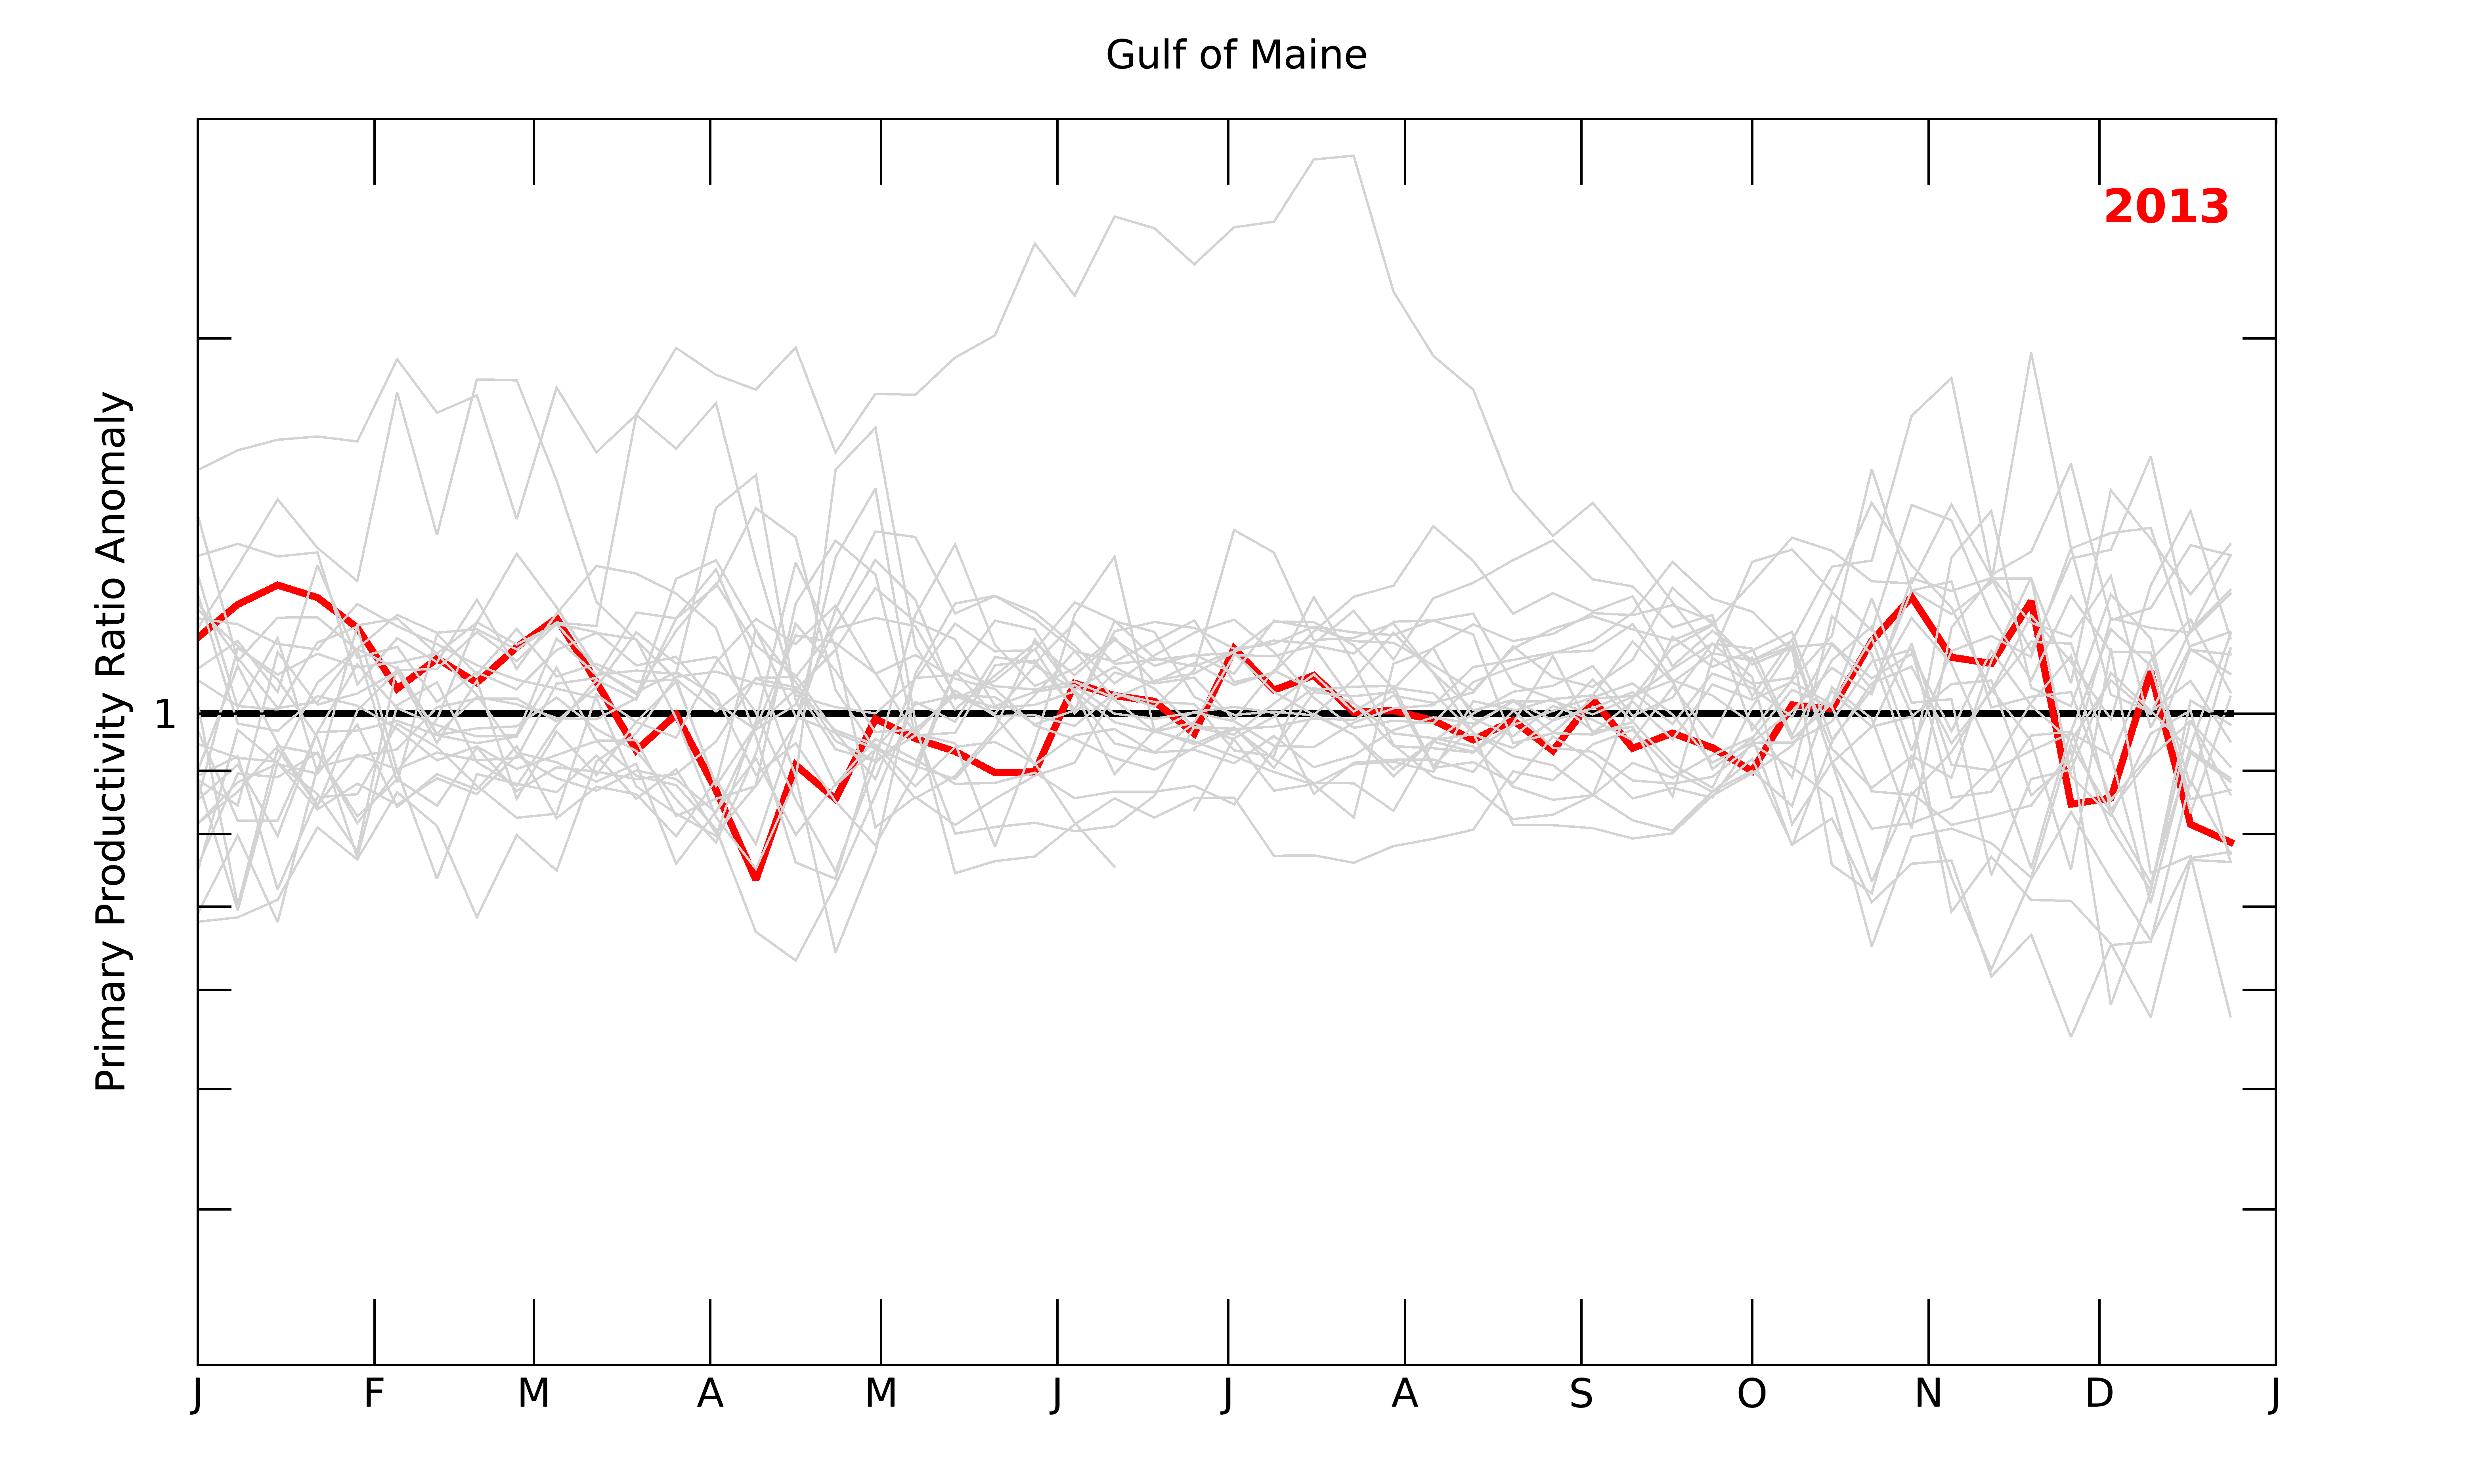 Gulf of Maine
2013
Primary Productivity Ratio Anomaly
1
J F M A M J J A S O N D J